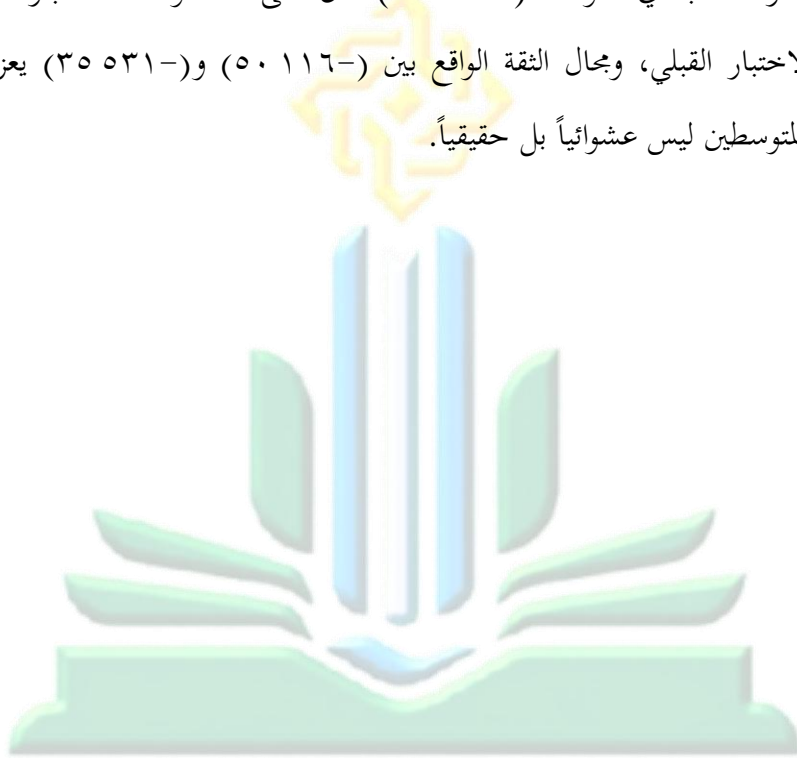 لاختبار القبلي، ومجال الثقة الواقع بين (-١١٦ ٥٠) و(-٥٣١ ٣٥) يعز
لمتوسطين ليس عشوائياً بل حقيقياً.